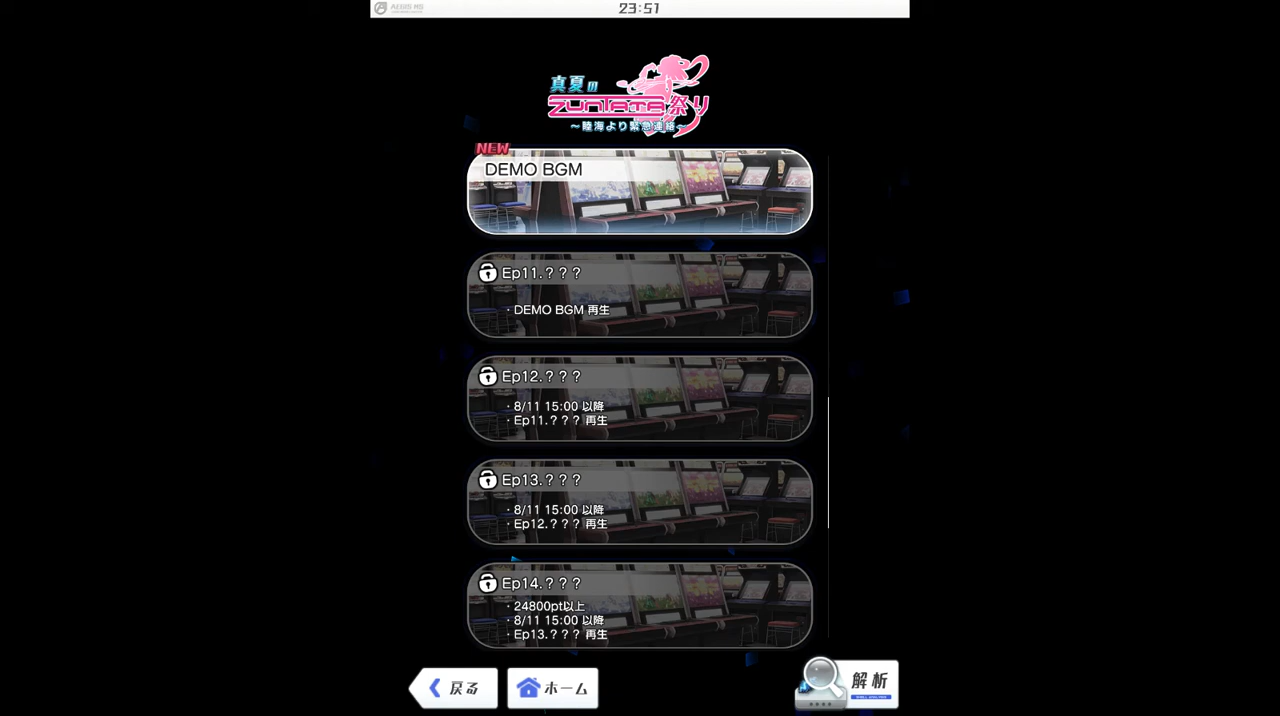 AEGIS NS
23:51
真夏の
ZUNTATA祭り
～陸海より緊急連絡～
NEW
DEMO BGM
Ep11.？？？
・DEMO BGM 再生
Ep12.？？？
・8/11 15:00 以降
・Ep11.？？？ 再生
Ep13.？？？
・8/11 15:00 以降
・Ep12.？？？ 再生
Ep14.？？？
・24800pt以上
・8/11 15:00 以降
・Ep13.？？？ 再生
戻る
ホーム
解析